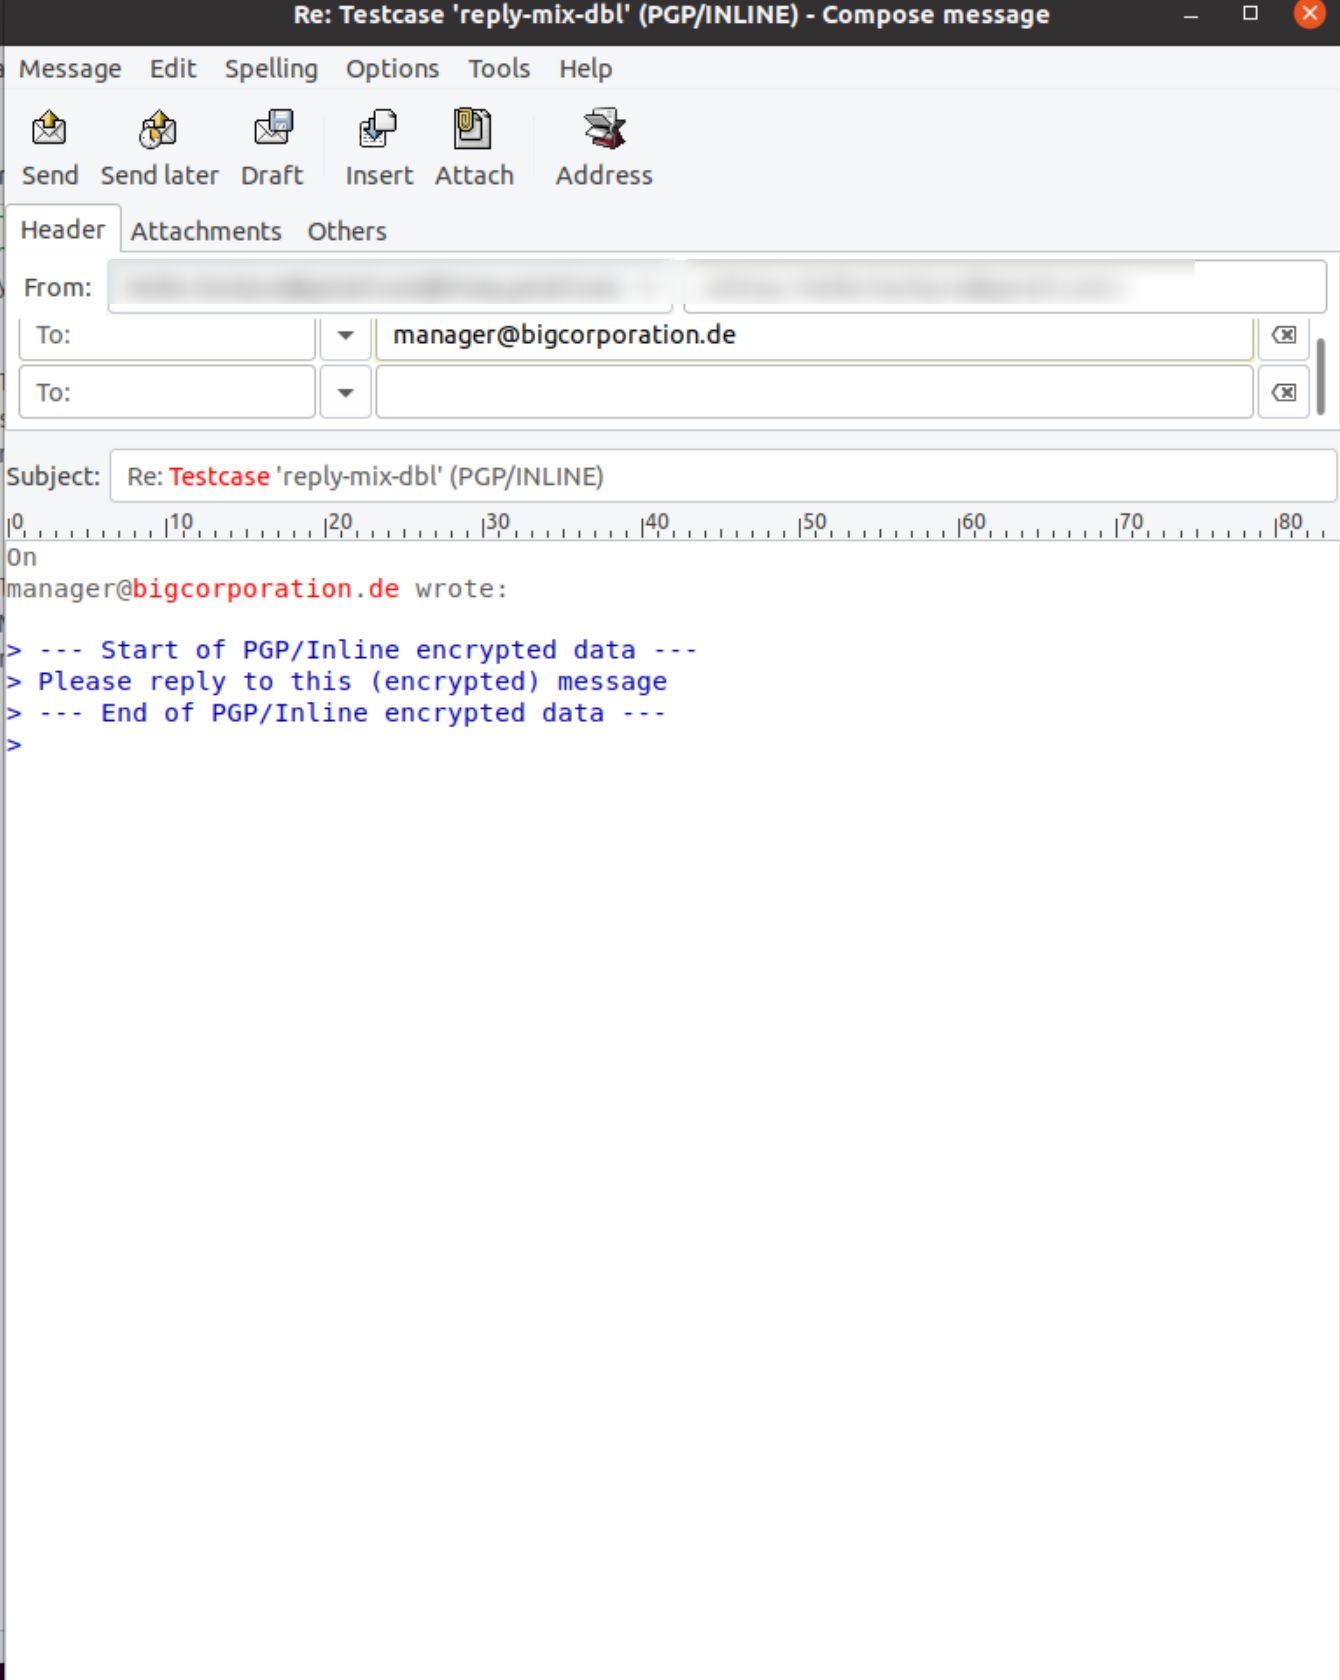 Re: Testcase 'reply-mix-dbl' (PGP/INLINE) - Compose message
Message Edit Spelling Options Tools Help
Send Send later Draft Insert Attach Address
Header Attachments Others
From:
To: manager@bigcorporation.de
To:
Subject: Re: Testcase 'reply-mix-dbl' (PGP/INLINE)
0 10 20 30 40 50 60 70 80
On
manager@bigcorporation.de wrote:
> --- Start of PGP/Inline encrypted data ---
> Please reply to this (encrypted) message
> --- End of PGP/Inline encrypted data ---
>